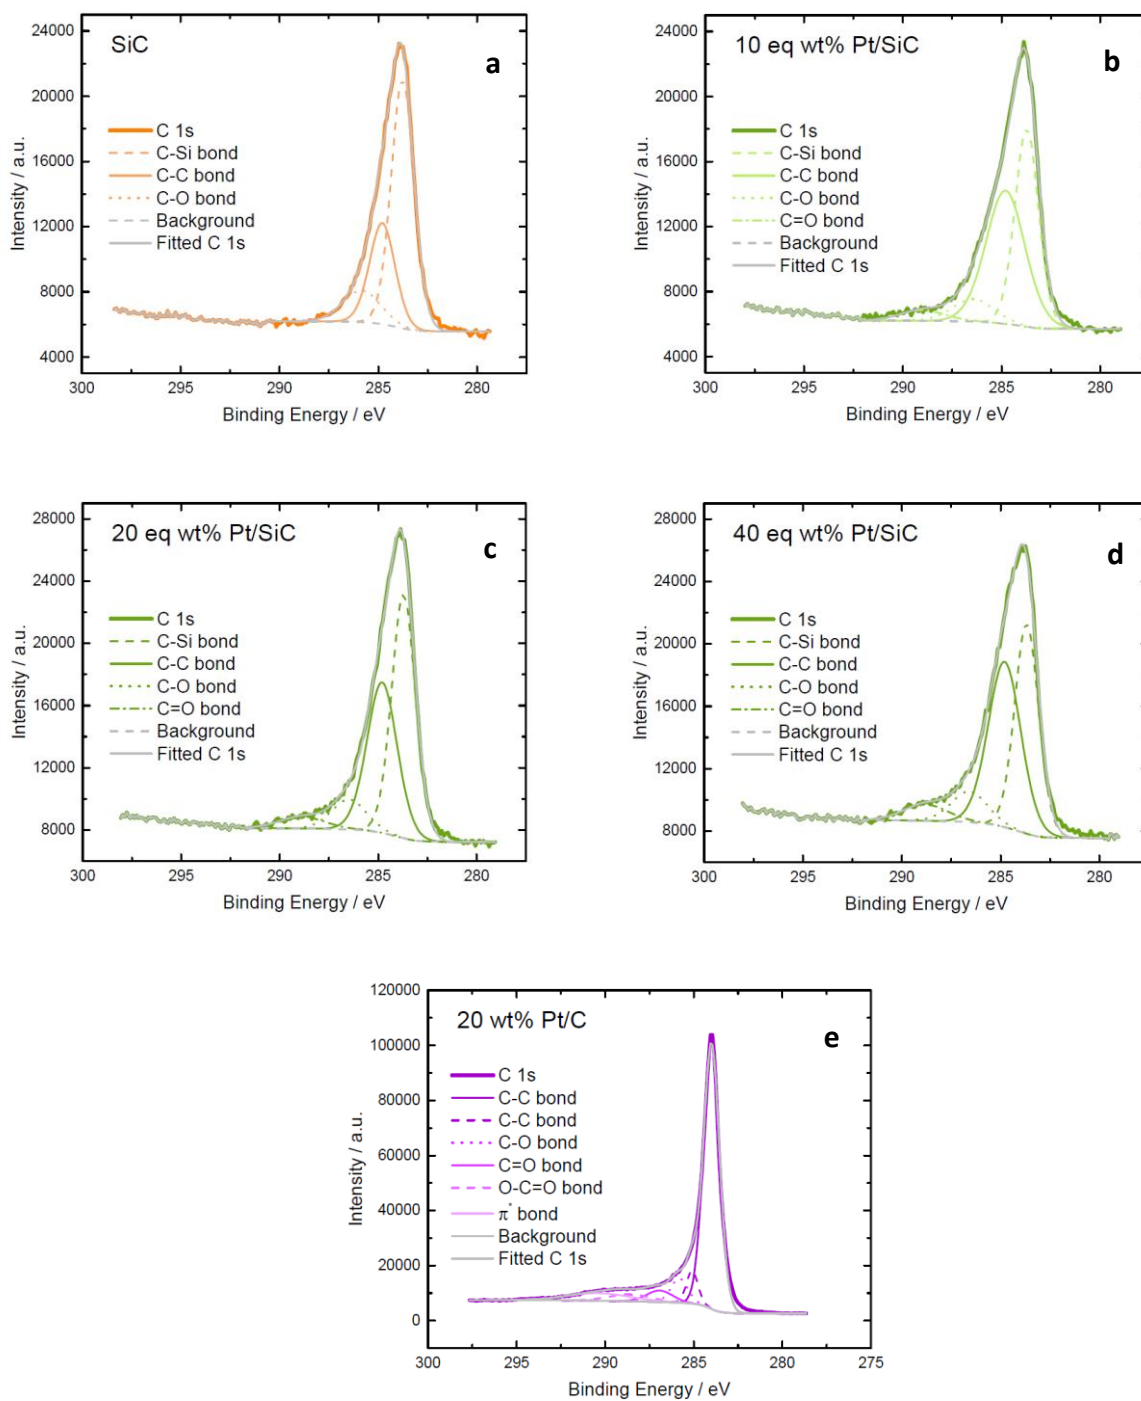 SiC
a
24000
20000
16000
12000
8000
4000
Intensity / a.u.
C 1s
C-Si bond
C-C bond
C-O bond
Background
Fitted C 1s
300 295 290 285 280
Binding Energy / eV
10 eq wt% Pt/SiC
b
24000
20000
16000
12000
8000
4000
Intensity / a.u.
C 1s
C-Si bond
C-C bond
C-O bond
C=O bond
Background
Fitted C 1s
300 295 290 285 280
Binding Energy / eV
20 eq wt% Pt/SiC
c
28000
24000
20000
16000
12000
8000
Intensity / a.u.
C 1s
C-Si bond
C-C bond
C-O bond
C=O bond
Background
Fitted C 1s
300 295 290 285 280
Binding Energy / eV
40 eq wt% Pt/SiC
d
28000
24000
20000
16000
12000
8000
Intensity / a.u.
C 1s
C-Si bond
C-C bond
C-O bond
C=O bond
Background
Fitted C 1s
300 295 290 285 280
Binding Energy / eV
20 wt% Pt/C
e
120000
100000
80000
60000
40000
20000
0
Intensity / a.u.
C 1s
C-C bond
C-C bond
C-O bond
C=O bond
O-C=O bond
π* bond
Background
Fitted C 1s
300 295 290 285 280 275
Binding Energy / eV